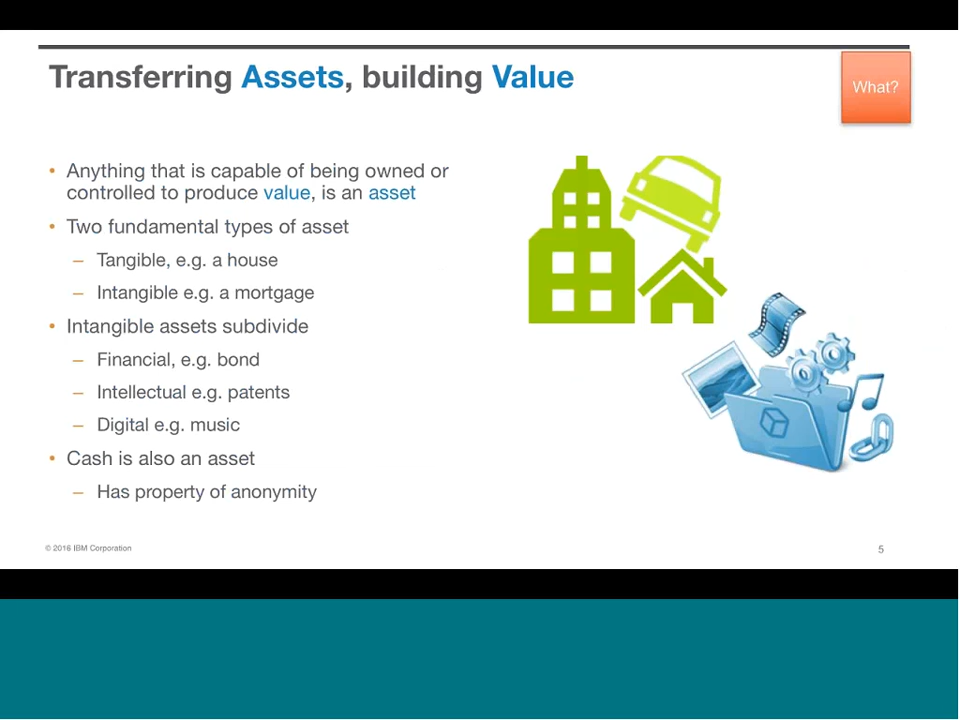 Transferring Assets, building Value
What?
• Anything that is capable of being owned or
controlled to produce value, is an asset
• Two fundamental types of asset
– Tangible, e.g. a house
– Intangible e.g. a mortgage
• Intangible assets subdivide
– Financial, e.g. bond
– Intellectual e.g. patents
– Digital e.g. music
• Cash is also an asset
– Has property of anonymity
© 2016 IBM Corporation
5